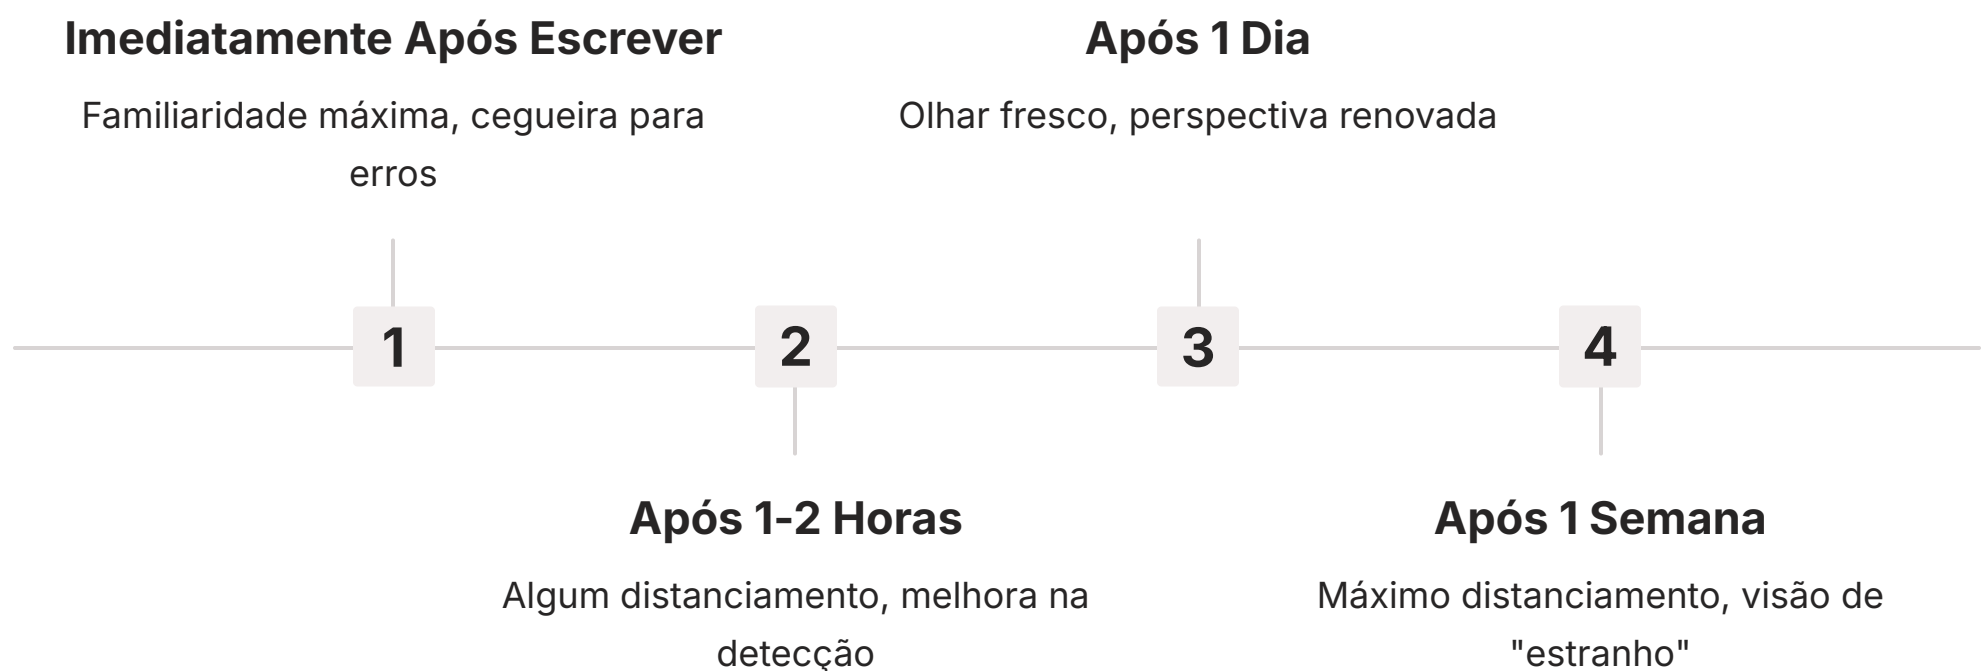 Imediatamente Após Escrever
Familiaridade máxima, cegueira para
erros
1
Após 1-2 Horas
Algum distanciamento, melhora na
detecção
2
Após 1 Dia
Olhar fresco, perspectiva renovada
3
Após 1 Semana
Máximo distanciamento, visão de
"estranho"
4